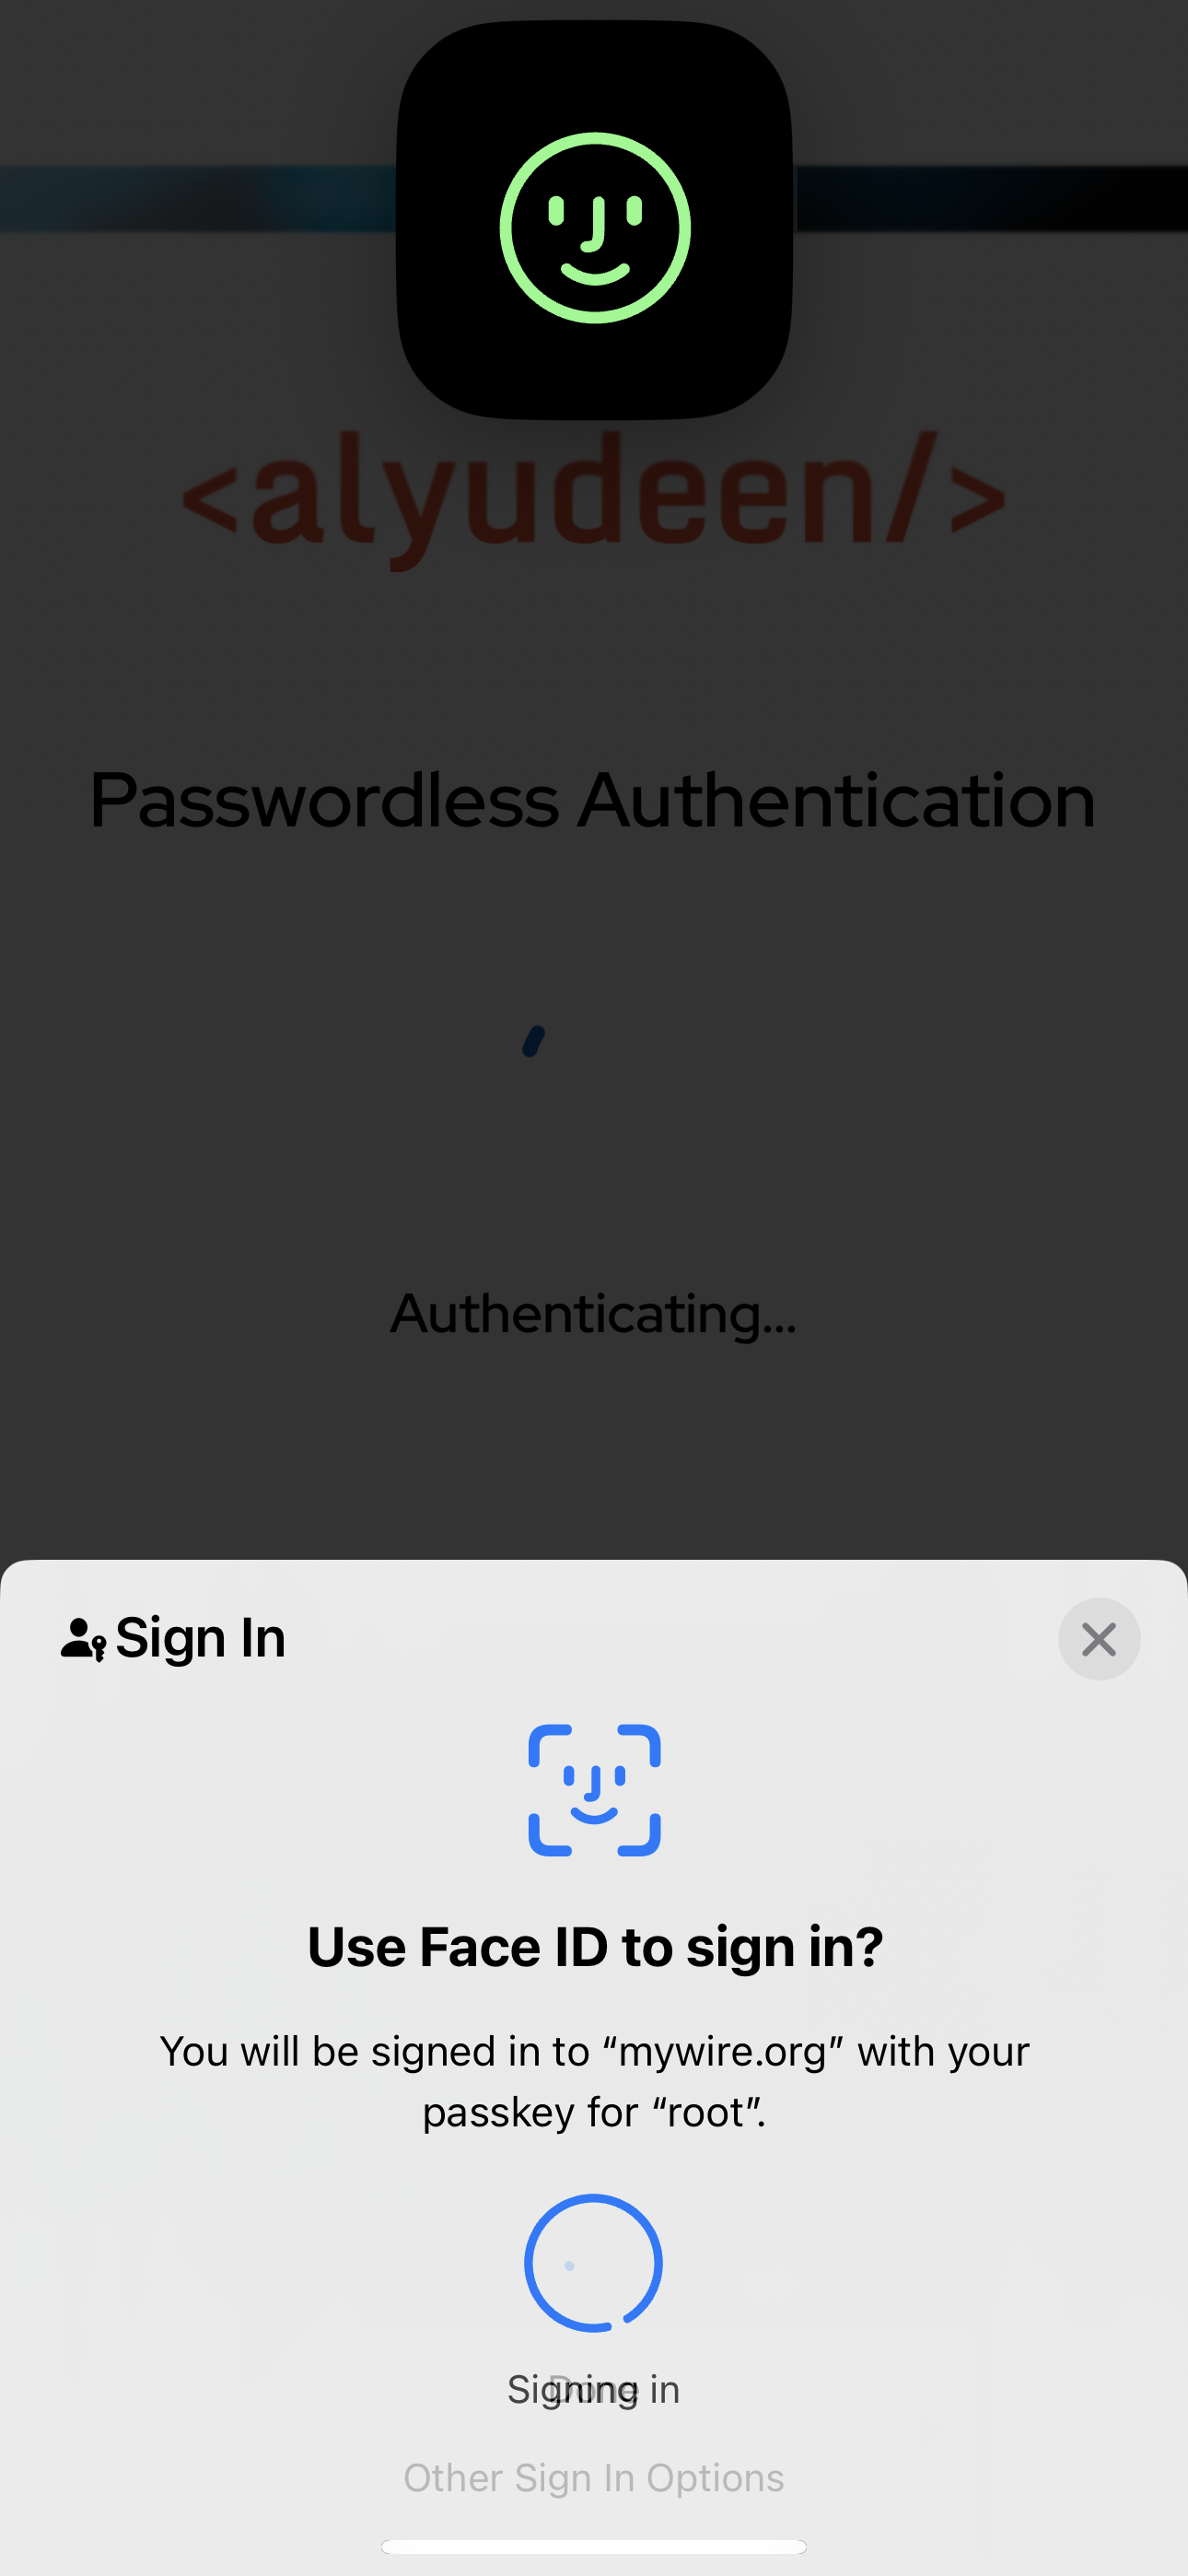 <alyudeen/>
Passwordless Authentication
Authenticating...
Sign In
Use Face ID to sign in?
You will be signed in to “mywire.org” with your
passkey for “root”.
Signing in
Done
Other Sign In Options